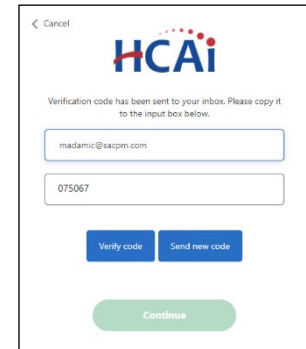 Cancel
HCAi
Verification code has been sent to your inbox. Please copy it
to the input box below.
madamic@sacpm.com
075067
Verify code
Send new code
Continue